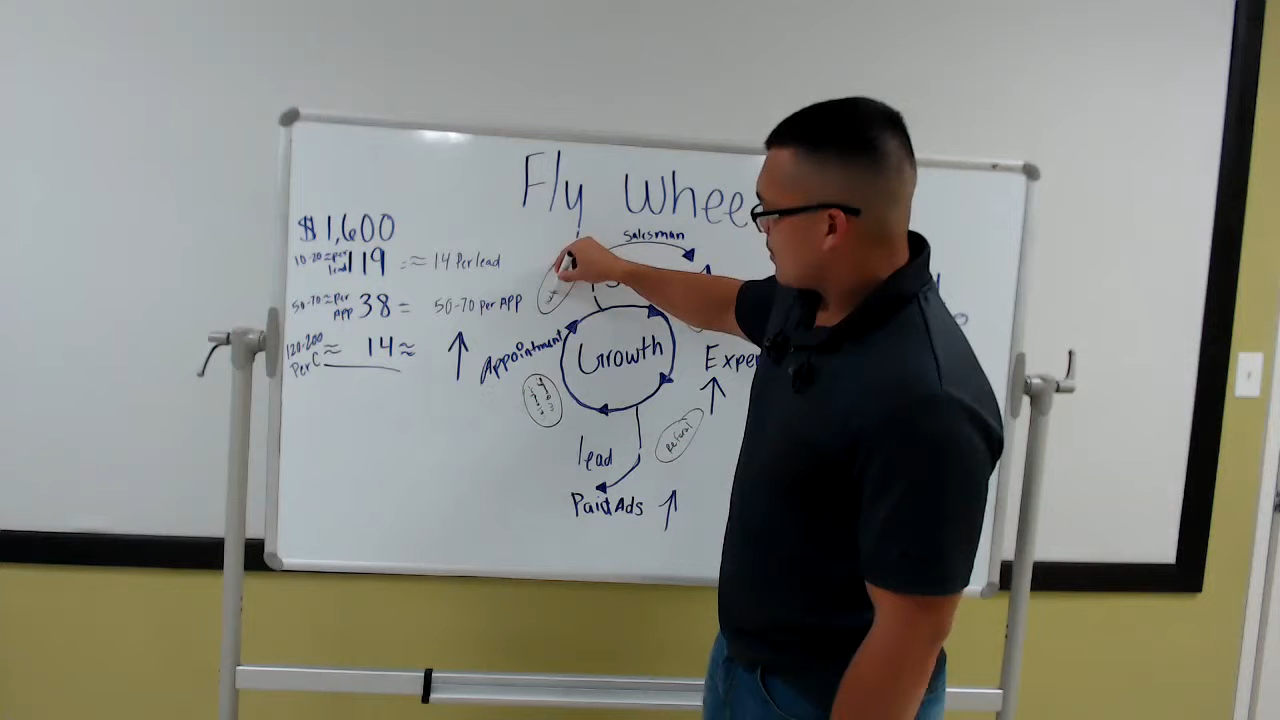 Fly Whee
$1,600
Salesman
10-20 ≈ per lead 119 ≈ 14 Per lead
50-70 ≈ per APP 38 = 50-70 per APP
120-200 Per C ≈ 14 ≈
Appointment
Growth
Exper
Referal
lead
Paid Ads